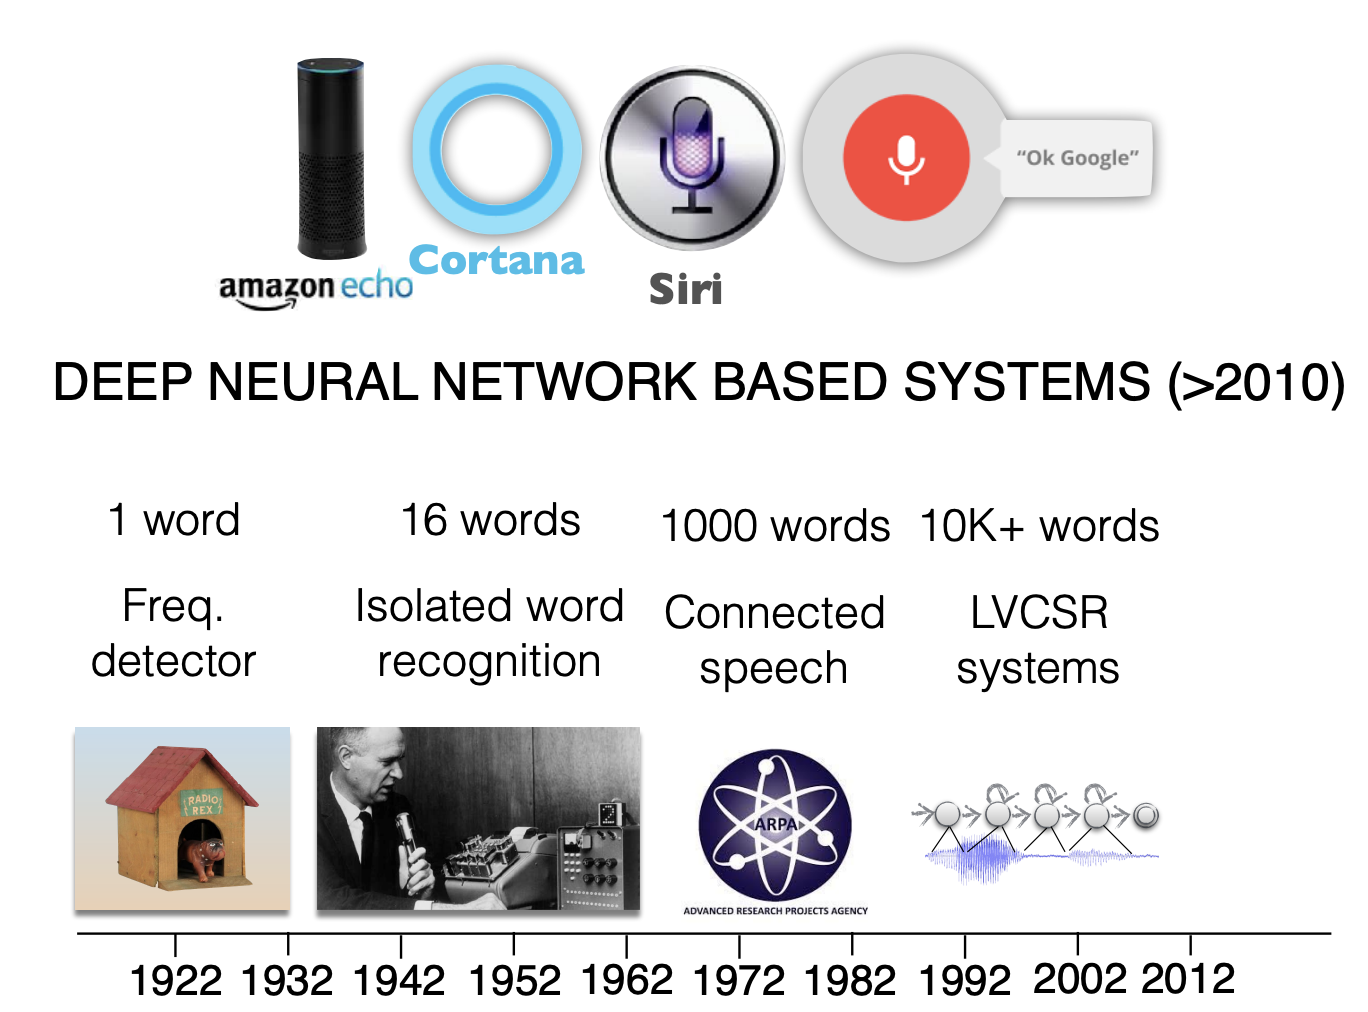 "Ok Google"
Cortana
amazon echo
Siri
DEEP NEURAL NETWORK BASED SYSTEMS (>2010)
1 word
16 words
1000 words
10K+ words
Freq.
detector
Isolated word
recognition
Connected
speech
LVCSR
systems
RADIO
REX
2
ARPA
ADVANCED RESEARCH PROJECTS AGENCY
1922 1932 1942 1952 1962 1972 1982 1992 2002 2012